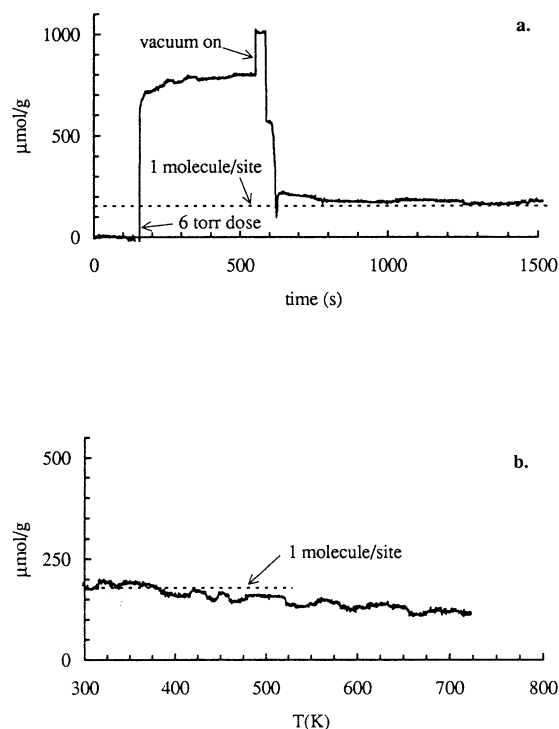 a.
1000
vacuum on
μmol/g
500
1 molecule/site
6 torr dose
0
0 500 1000 1500
time (s)
b.
500
μmol/g
250
1 molecule/site
0
300 400 500 600 700 800
T(K)